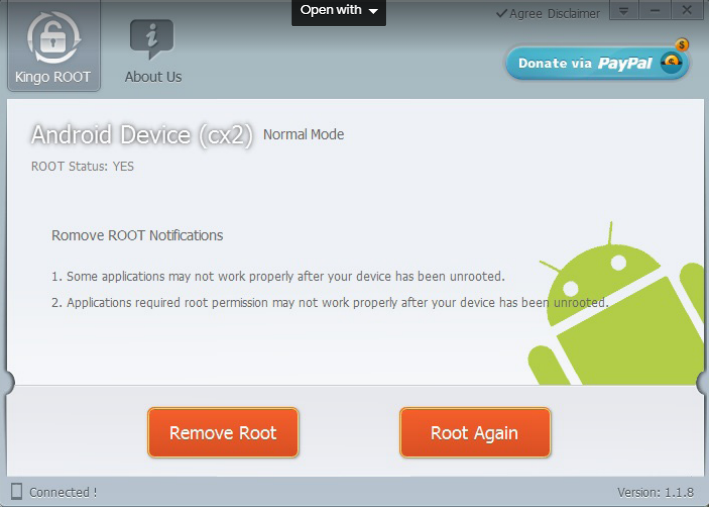 Open with
Agree Disclaimer
Kingo ROOT
About Us
Donate via PayPal
$
Android Device (cx2) Normal Mode
ROOT Status: YES
Romove ROOT Notifications
1. Some applications may not work properly after your device has been unrooted.
2. Applications required root permission may not work properly after your device has been unrooted.
Remove Root
Root Again
Connected !
Version: 1.1.8